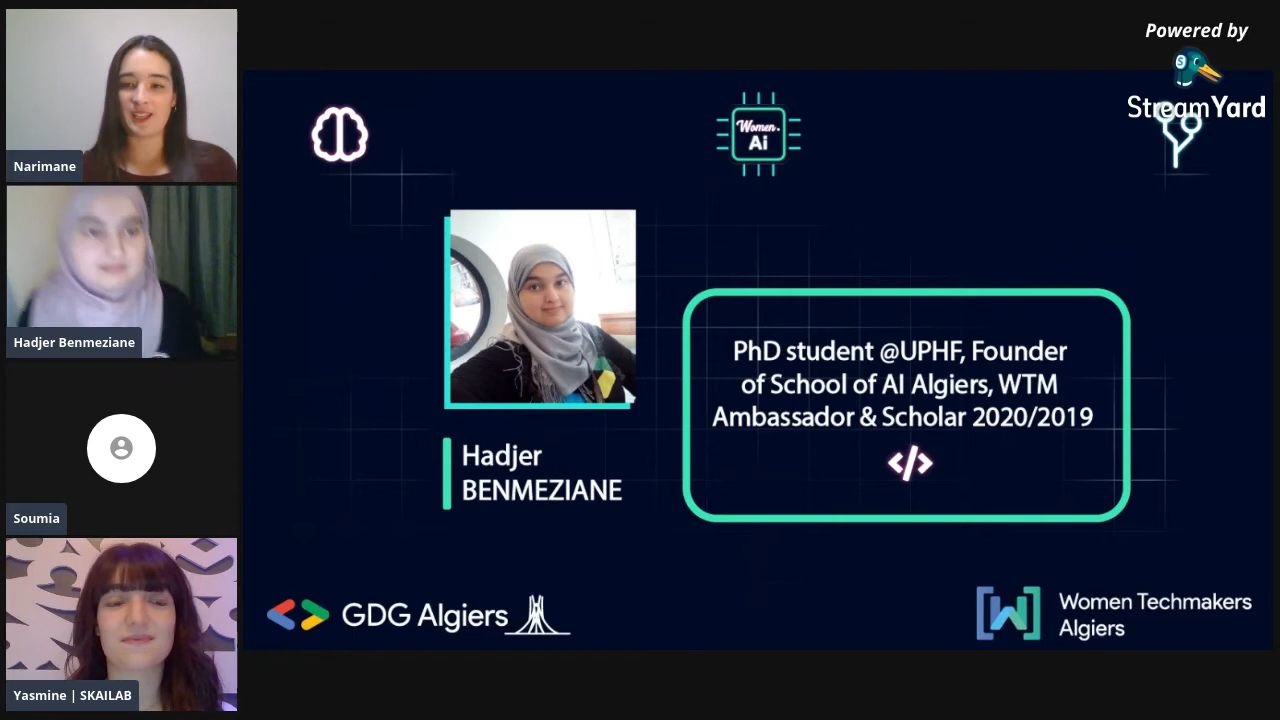 Powered by
StreamYard
Narimane
Hadjer Benmeziane
Soumia
Yasmine | SKAILAB
Women.
Ai
PhD student @UPHF, Founder
of School of AI Algiers, WTM
Ambassador & Scholar 2020/2019
</>
Hadjer
BENMEZIANE
GDG Algiers
Women Techmakers
Algiers